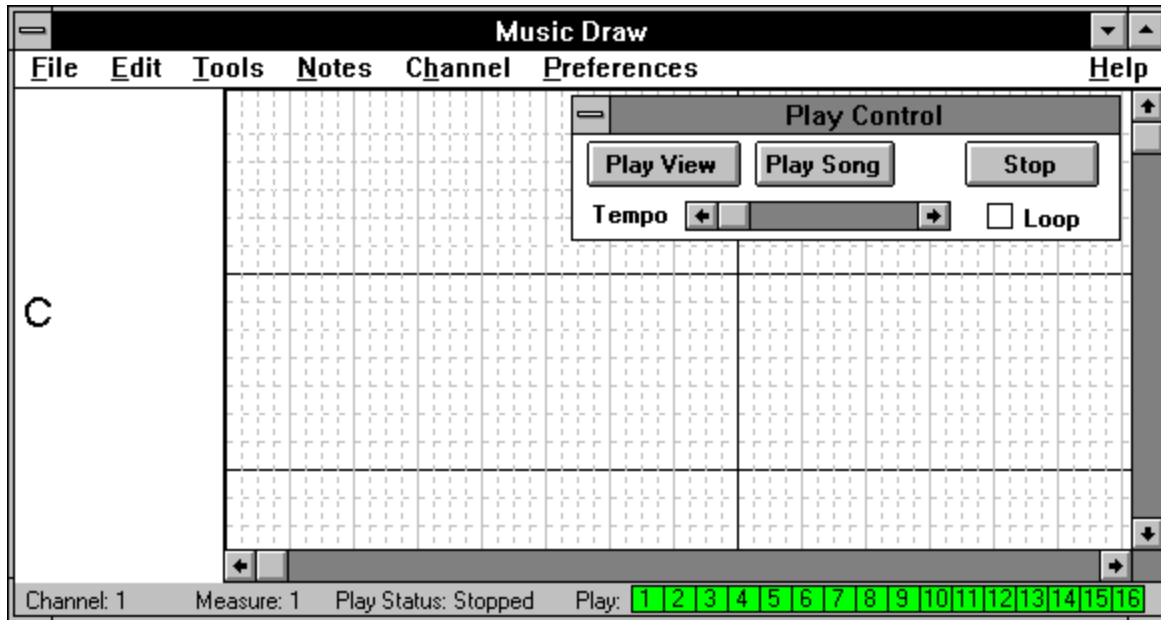 Music Draw
File Edit Tools Notes Channel Preferences Help
Play Control
Play View Play Song Stop
Tempo Loop
C
Channel: 1 Measure: 1 Play Status: Stopped Play: 1 2 3 4 5 6 7 8 9 10 11 12 13 14 15 16